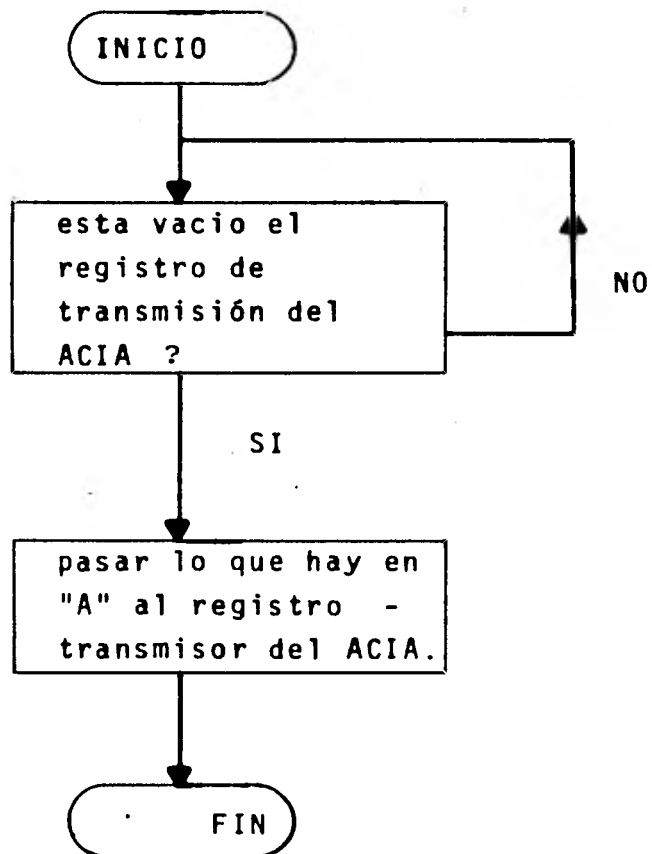 INICIO
esta vacio el
registro de
transmisión del
ACIA ?
NO
SI
pasar lo que hay en
"A" al registro -
transmisor del ACIA.
FIN